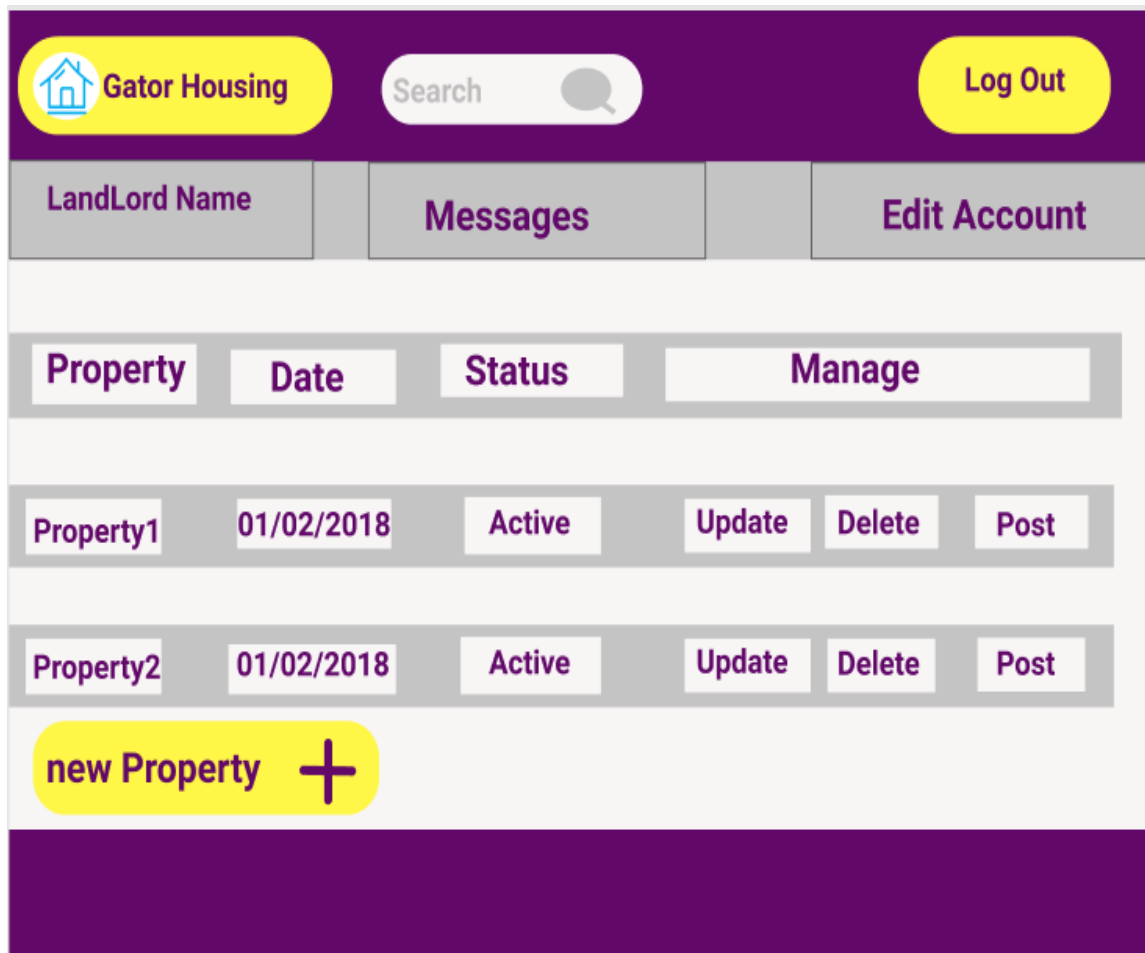 Gator Housing Search Log Out
LandLord Name Messages Edit Account
Property Date Status Manage
Property1 01/02/2018 Active Update Delete Post
Property2 01/02/2018 Active Update Delete Post
new Property +